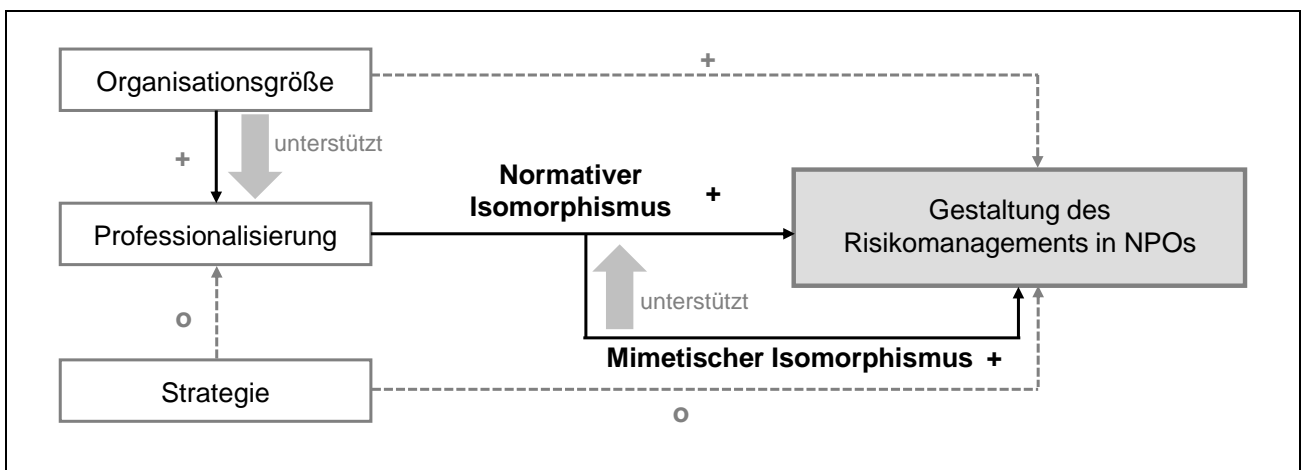 Organisationsgröße
+
unterstützt
+
Normativer
Isomorphismus
+
Professionalisierung
Gestaltung des
Risikomanagements in NPOs
unterstützt
o
Mimetischer Isomorphismus +
Strategie
o